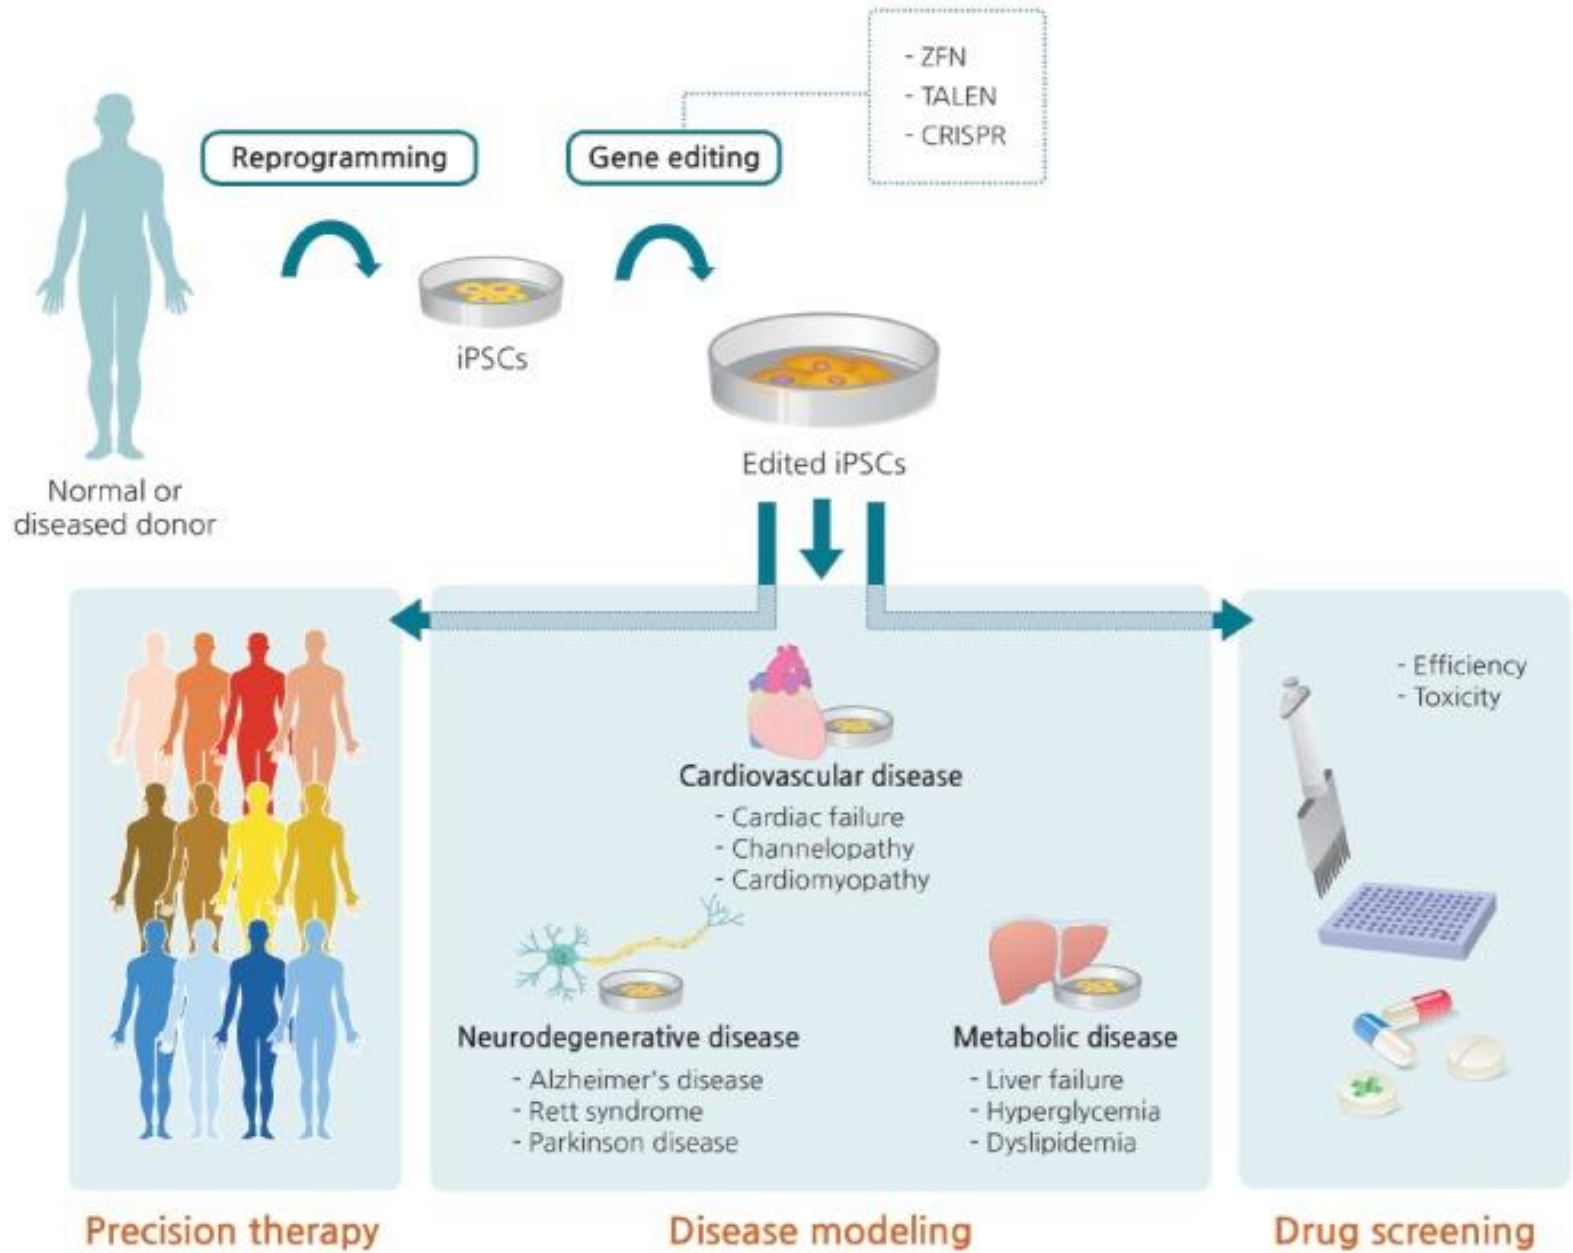 - ZFN
- TALEN
- CRISPR
Reprogramming
Gene editing
iPSCs
Edited iPSCs
Normal or
diseased donor
- Efficiency
- Toxicity
Cardiovascular disease
- Cardiac failure
- Channelopathy
- Cardiomyopathy
Neurodegenerative disease
- Alzheimer's disease
- Rett syndrome
- Parkinson disease
Metabolic disease
- Liver failure
- Hyperglycemia
- Dyslipidemia
Precision therapy
Disease modeling
Drug screening